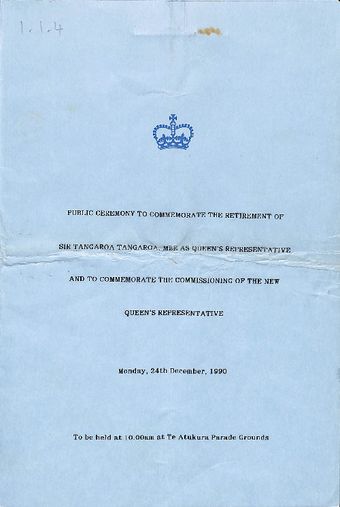 1.1.4
PUBLIC CEREMONY TO COMMEMORATE THE RETIREMENT OF
SIR TANGAROA TANGAROA, MBE AS QUEEN'S REPRESENTATIVE
AND TO COMMEMORATE THE COMMISSIONING OF THE NEW
QUEEN'S REPRESENTATIVE
Monday, 24th December, 1990
To be held at 10.00am at Te Atukura Parade Grounds